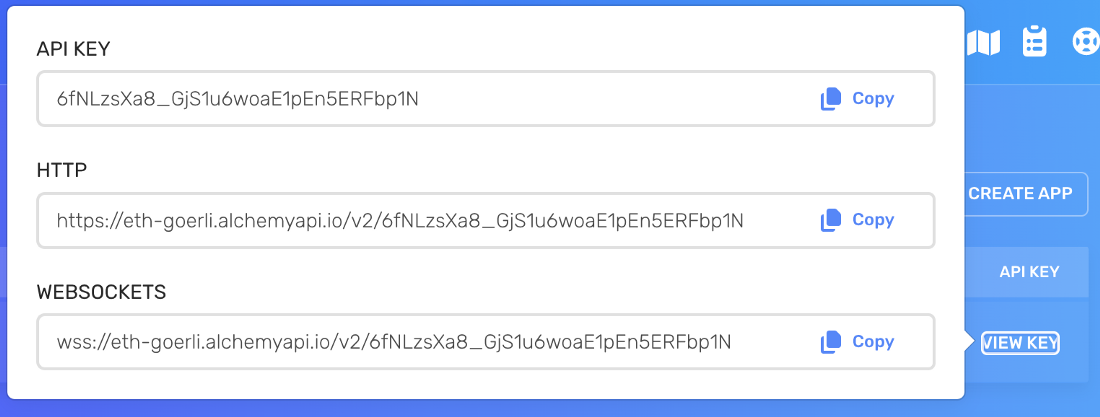 API KEY
6fNLzsXa8_GjS1u6woaE1pEn5ERFbp1N
Copy
HTTP
https://eth-goerli.alchemyapi.io/v2/6fNLzsXa8_GjS1u6woaE1pEn5ERFbp1N
Copy
CREATE APP
WEBSOCKETS
API KEY
wss://eth-goerli.alchemyapi.io/v2/6fNLzsXa8_GjS1u6woaE1pEn5ERFbp1N
Copy
VIEW KEY